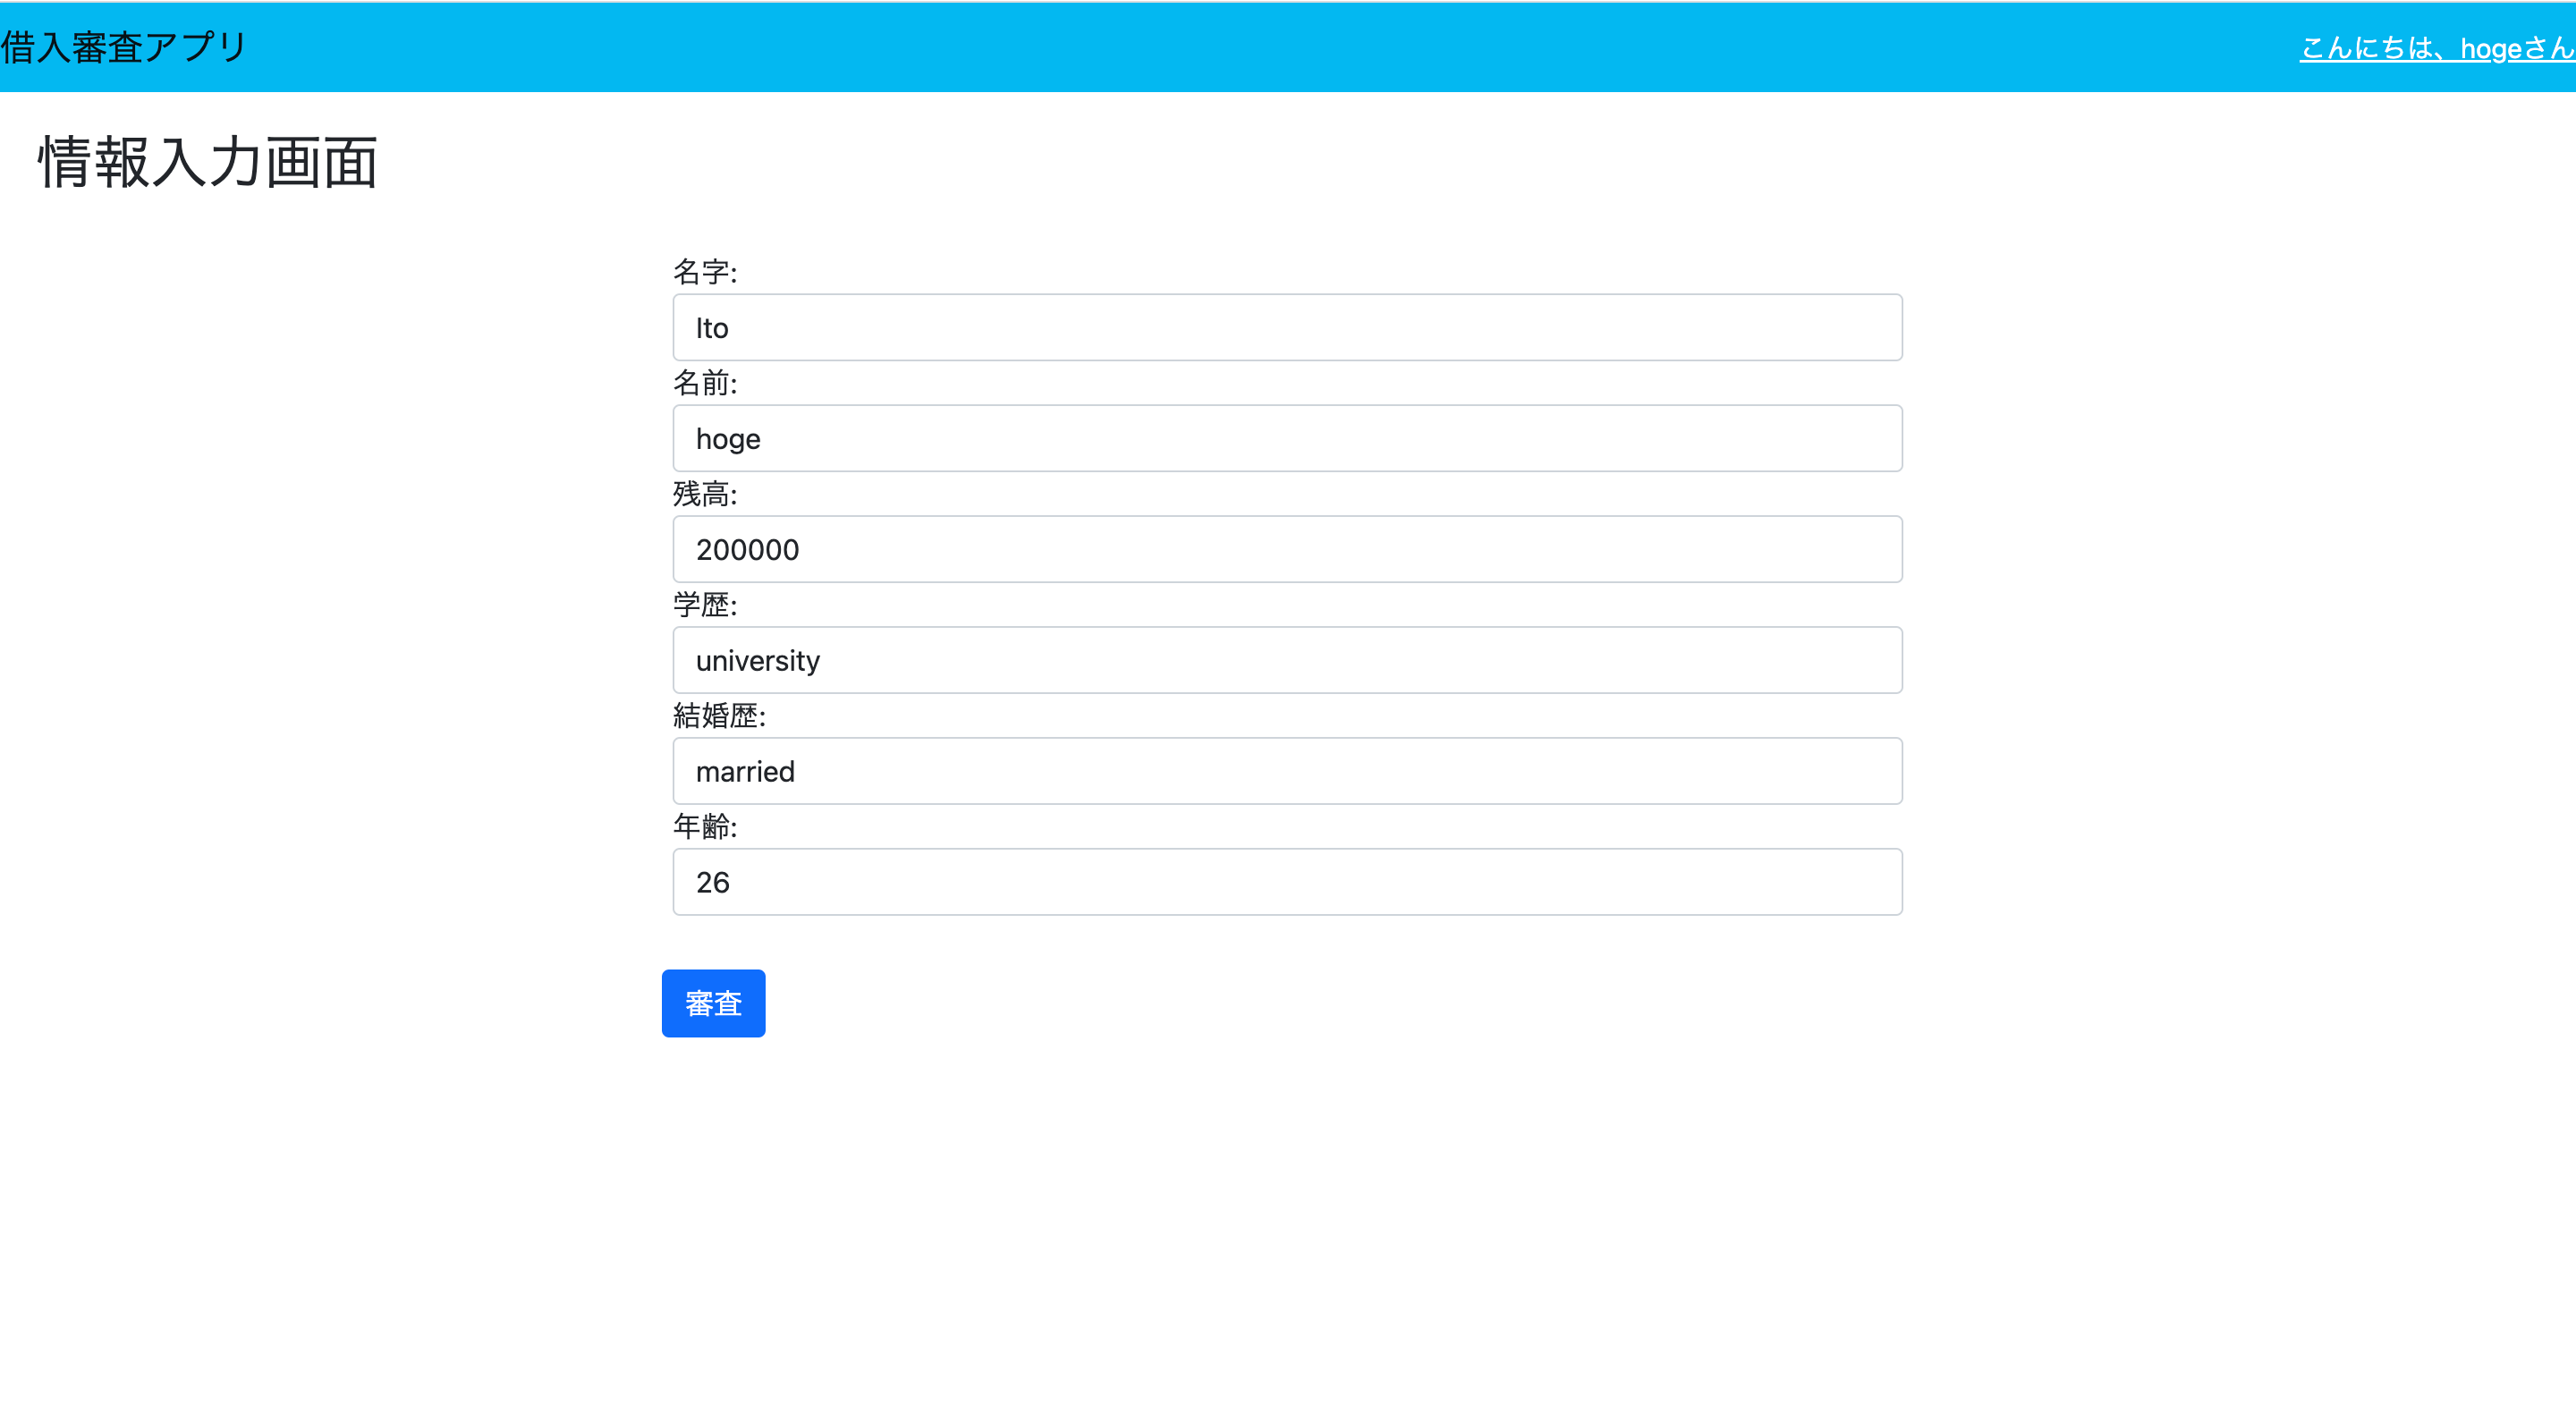 借入審査アプリ
こんにちは、hogeさん
情報入力画面
名字:
Ito
名前:
hoge
残高:
200000
学歴:
university
結婚歴:
married
年齢:
26
審査